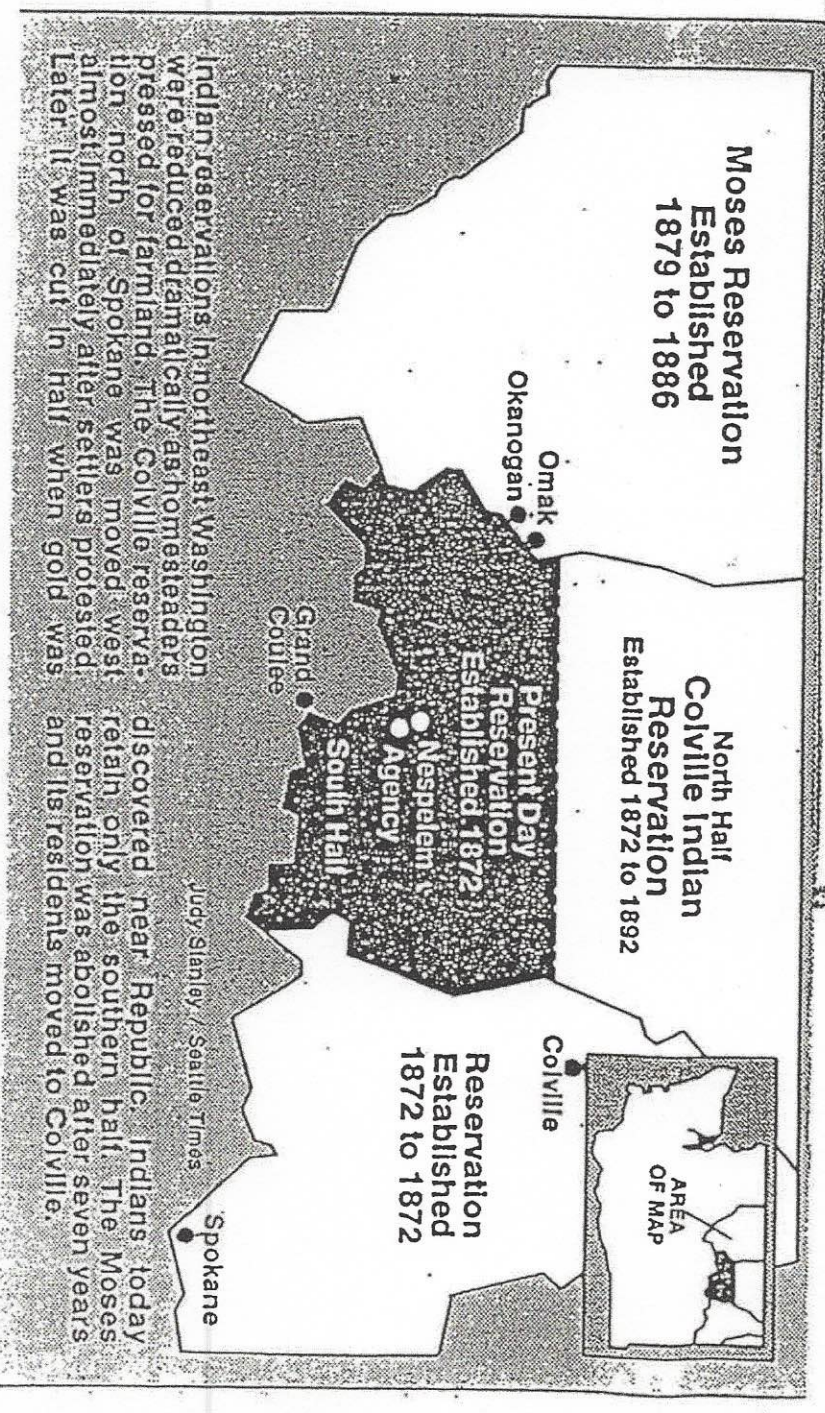 Moses Reservation
Established
1879 to 1886
North Half
Colville Indian
Reservation
Established 1872 to 1892
AREA
OF MAP
Omak
Okanogan
Present Day
Reservation
Established 1872
Nespelem
Agency
South Half
Grand
Coulee
Colville
Reservation
Established
1872 to 1872
Spokane
Judy Stanley / Seattle Times
Indian reservations in northeast Washington
were reduced dramatically as homesteaders
pressed for farmland. The Colville reserva-
tion north of Spokane was moved west
almost immediately after settlers protested.
Later it was cut in half when gold was
discovered near Republic. Indians today
retain only the southern half. The Moses
reservation was abolished after seven years
and its residents moved to Colville.